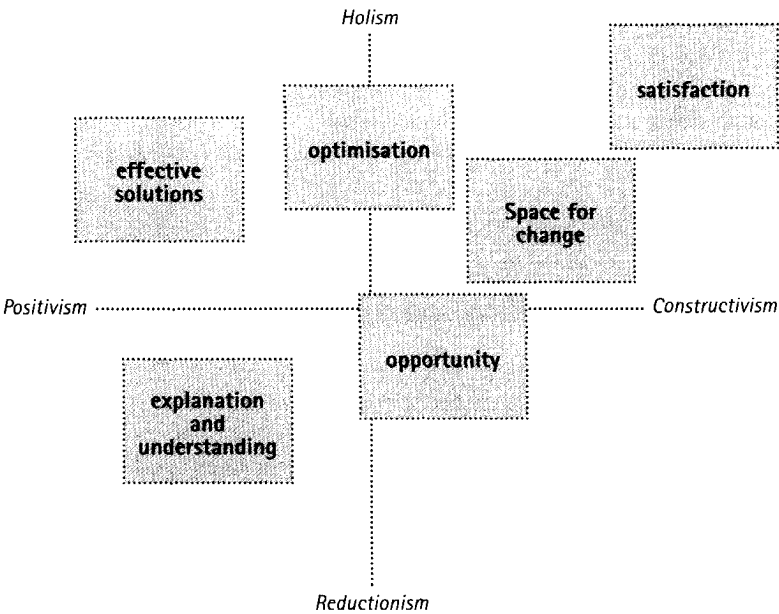 Holism
satisfaction
optimisation
effective
solutions
Space for
change
Positivism
Constructivism
opportunity
explanation
and
understanding
Reductionism